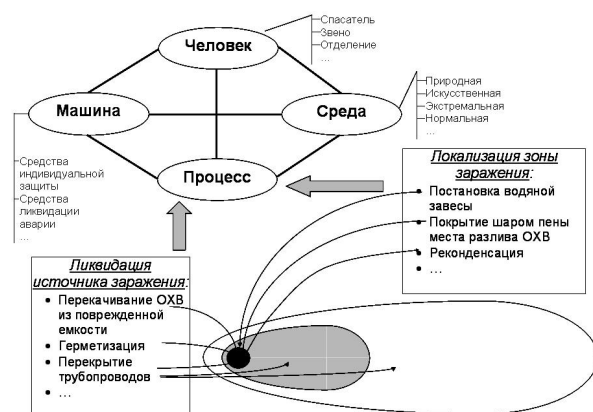 Человек
Спасатель
Звено
Отделение
...
Машина
Среда
Природная
Искусственная
Экстремальная
Нормальная
...
Процесс
Средства
индивидуальной
защиты
Средства
ликвидации
аварии
...
Локализация зоны
заражения:
• Постановка водяной
завесы
• Покрытие шаром пены
места разлива ОХВ
• Реконденсация
• ...
Ликвидация
источника заражения:
• Перекачивание ОХВ
из поврежденной
емкости
• Герметизация
• Перекрытие
трубопроводов
• ...